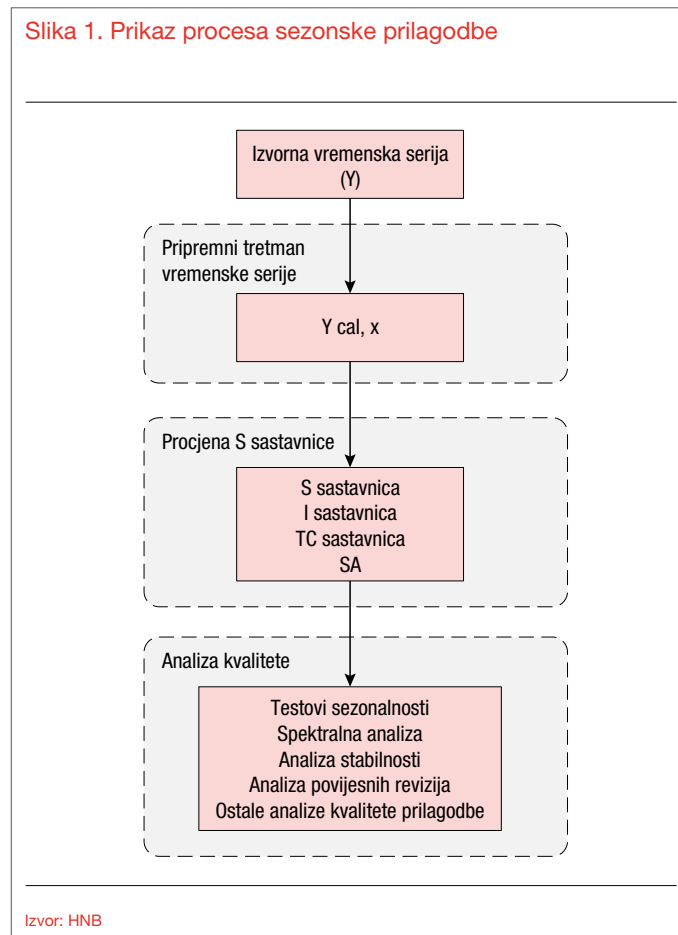 Slika 1. Prikaz procesa sezonske prilagodbe
Izvorna vremenska serija
(Y)
Pripremni tretman
vremenske serije
Y cal, x
Procjena S sastavnice
S sastavnica
I sastavnica
TC sastavnica
SA
Analiza kvalitete
Testovi sezonalnosti
Spektralna analiza
Analiza stabilnosti
Analiza povijesnih revizija
Ostale analize kvalitete prilagodbe
Izvor: HNB